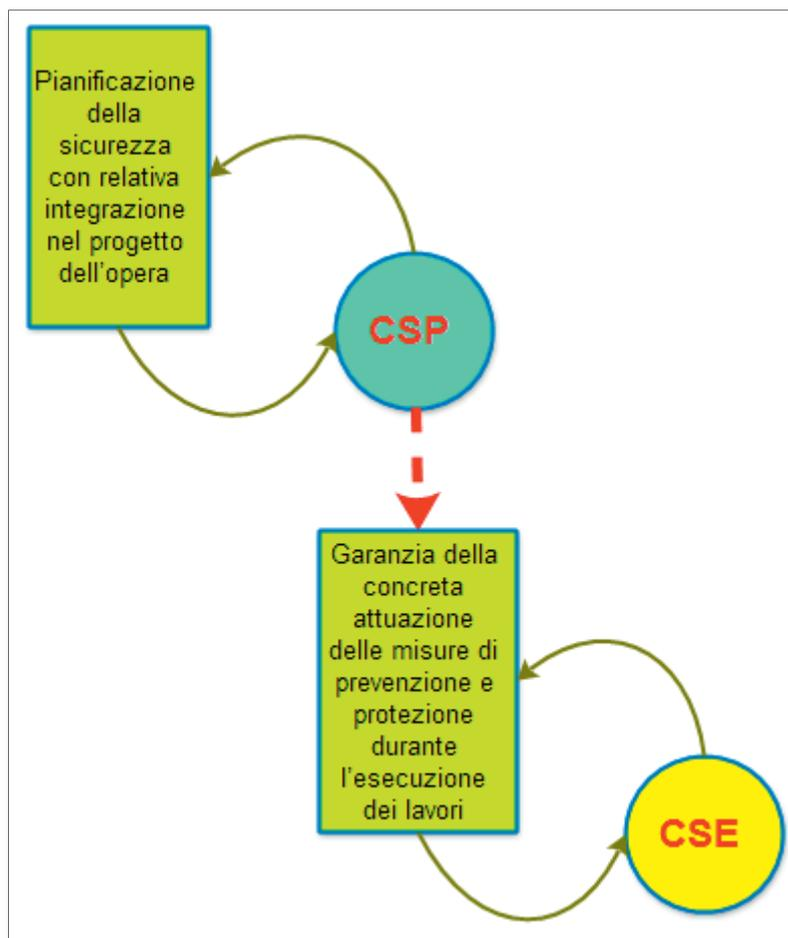 Pianificazione
della
sicurezza
con relativa
integrazione
nel progetto
dell'opera
CSP
Garanzia della
concreta
attuazione
delle misure di
prevenzione e
protezione
durante
l'esecuzione
dei lavori
CSE